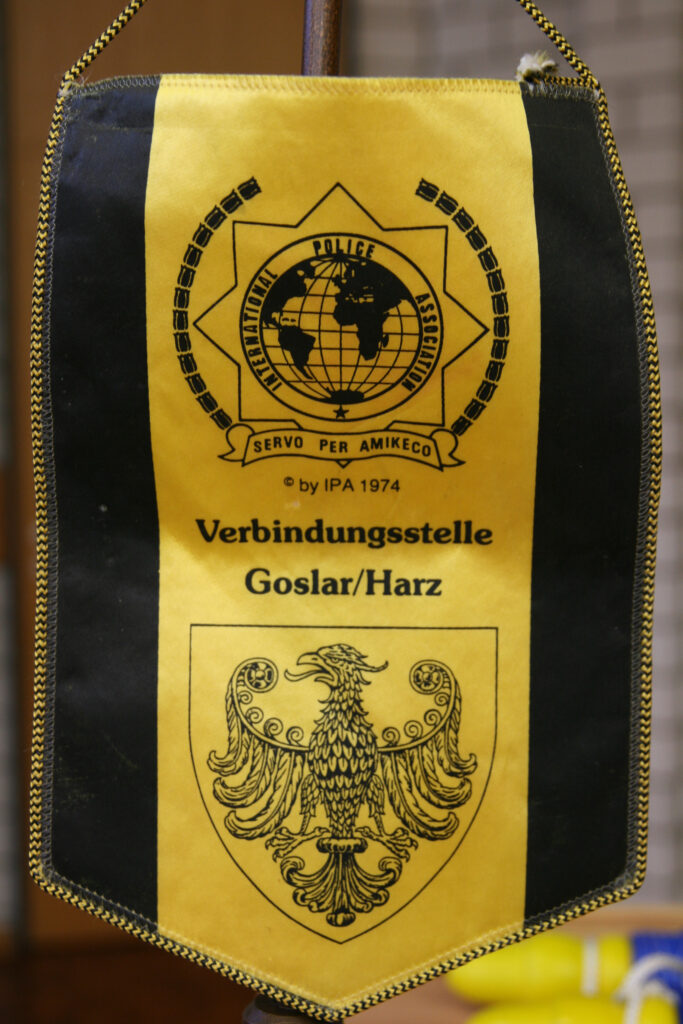 INTERNATIONAL POLICE ASSOCIATION
SERVO PER AMIKECO
© by IPA 1974
Verbindungsstelle
Goslar/Harz